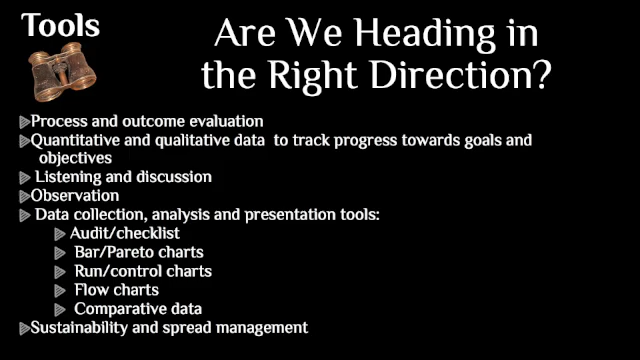 Tools
Are We Heading in
the Right Direction?
Process and outcome evaluation
Quantitative and qualitative data to track progress towards goals and
objectives
Listening and discussion
Observation
Data collection, analysis and presentation tools:
Audit/checklist
Bar/Pareto charts
Run/control charts
Flow charts
Comparative data
Sustainability and spread management